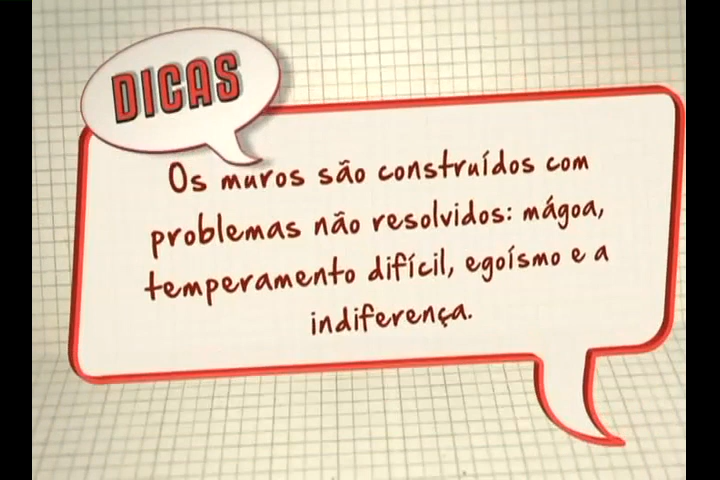 DICAS
Os muros são construídos com
problemas não resolvidos: mágoa,
temperamento difícil, egoísmo e a
indiferença.